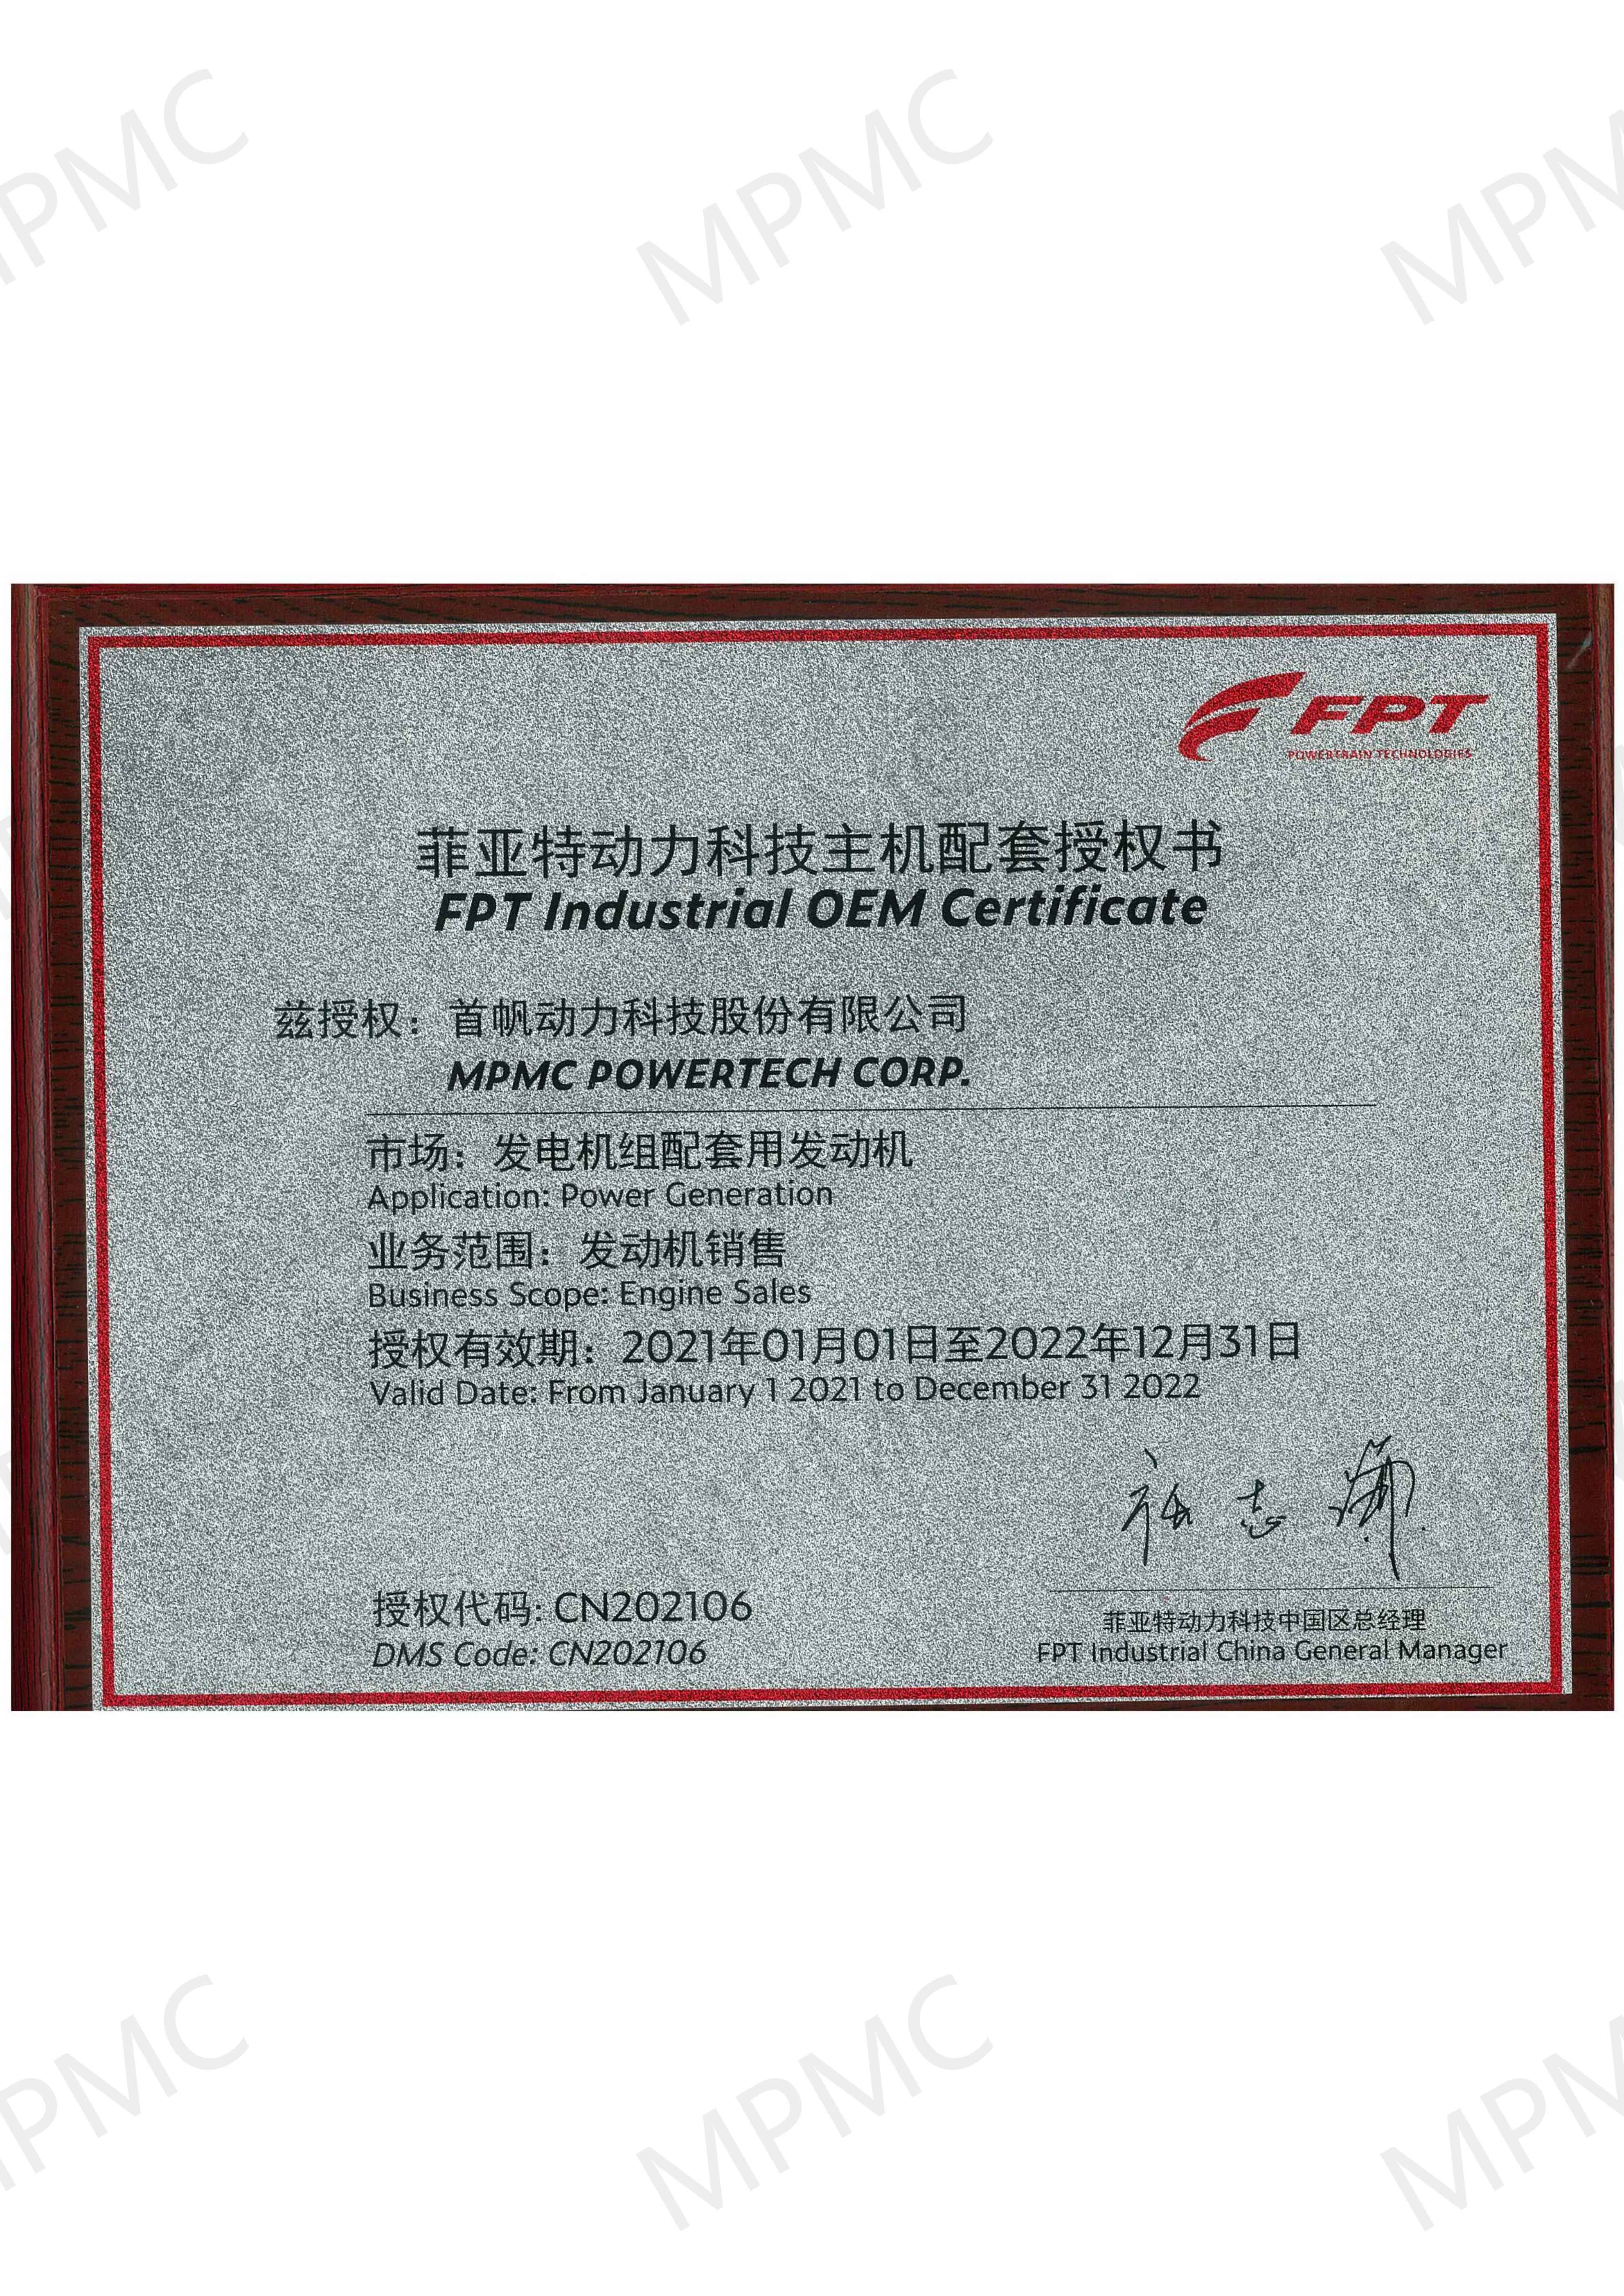 MPMC
MPMC
MPMC
FPT
POWERTRAIN TECHNOLOGIES
菲亚特动力科技主机配套授权书
FPT Industrial OEM Certificate
兹授权：首帆动力科技股份有限公司
MPMC POWERTECH CORP.
市场：发电机组配套用发动机
Application: Power Generation
业务范围：发动机销售
Business Scope: Engine Sales
授权有效期：2021年01月01日至2022年12月31日
Valid Date: From January 1 2021 to December 31 2022
授权代码: CN202106
DMS Code: CN202106
菲亚特动力科技中国区总经理
FPT Industrial China General Manager
MPMC
MPMC
MPMC